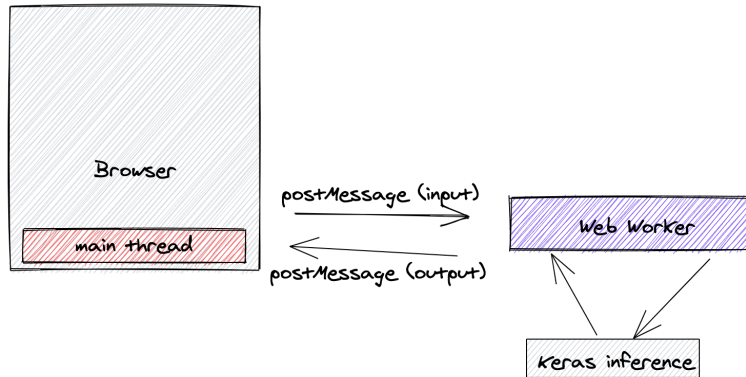 Browser
main thread
postMessage (input)
postMessage (output)
Web Worker
Keras inference